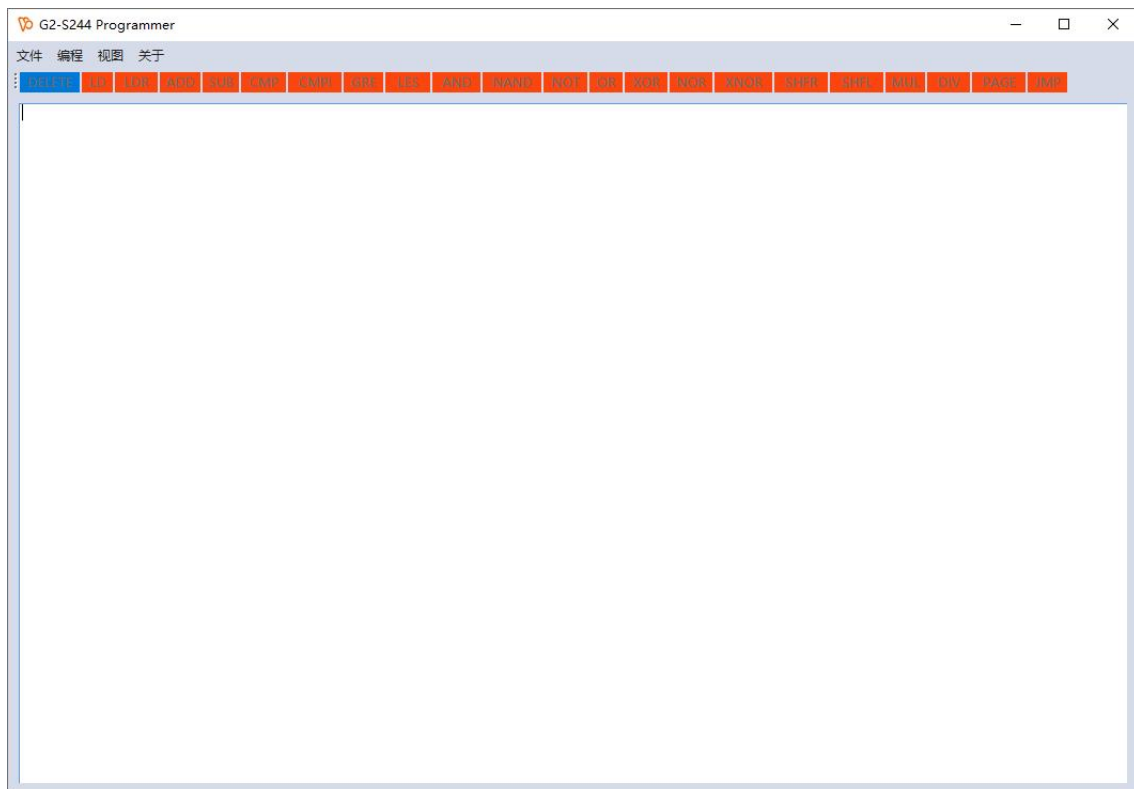 G2-S244 Programmer
文件 编程 视图 关于
DELETE LD LDR ADD SUB CMP CMPL GRE LES AND NAND NOT OR XOR NOR XNOR SHFR SHFL MUL DIV PAGE JMP